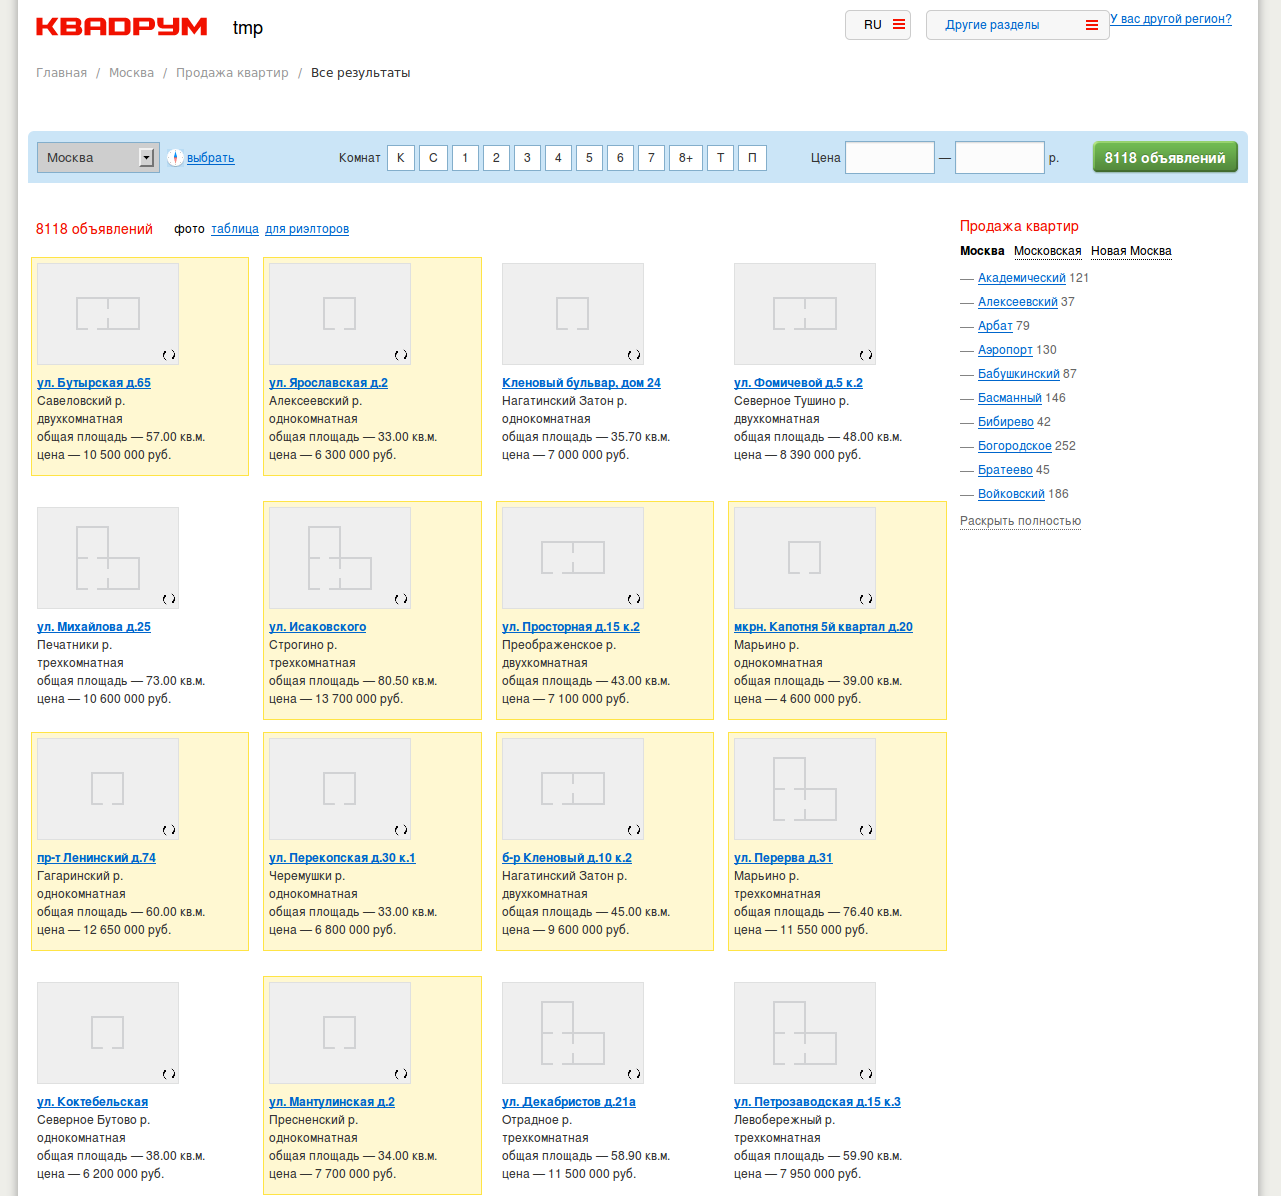 КВАДРУМ tmp RU Другие разделы У вас другой регион?
Главная / Москва / Продажа квартир / Все результаты
Москва выбрать Комнат К С 1 2 3 4 5 6 7 8+ Т П Цена — р. 8118 объявлений
8118 объявлений фото таблица для риэлторов
ул. Бутырская д.65
Савеловский р.
двухкомнатная
общая площадь — 57.00 кв.м.
цена — 10 500 000 руб.
ул. Ярославская д.2
Алексеевский р.
однокомнатная
общая площадь — 33.00 кв.м.
цена — 6 300 000 руб.
Кленовый бульвар, дом 24
Нагатинский Затон р.
однокомнатная
общая площадь — 35.70 кв.м.
цена — 7 000 000 руб.
ул. Фомичевой д.5 к.2
Северное Тушино р.
двухкомнатная
общая площадь — 48.00 кв.м.
цена — 8 390 000 руб.
ул. Михайлова д.25
Печатники р.
трехкомнатная
общая площадь — 73.00 кв.м.
цена — 10 600 000 руб.
ул. Исаковского
Строгино р.
трехкомнатная
общая площадь — 80.50 кв.м.
цена — 13 700 000 руб.
ул. Просторная д.15 к.2
Преображенское р.
двухкомнатная
общая площадь — 43.00 кв.м.
цена — 7 100 000 руб.
мкрн. Капотня 5й квартал д.20
Марьино р.
однокомнатная
общая площадь — 39.00 кв.м.
цена — 4 600 000 руб.
пр-т Ленинский д.74
Гагаринский р.
однокомнатная
общая площадь — 60.00 кв.м.
цена — 12 650 000 руб.
ул. Перекопская д.30 к.1
Черемушки р.
однокомнатная
общая площадь — 33.00 кв.м.
цена — 6 800 000 руб.
б-р Кленовый д.10 к.2
Нагатинский Затон р.
двухкомнатная
общая площадь — 45.00 кв.м.
цена — 9 600 000 руб.
ул. Перерва д.31
Марьино р.
трехкомнатная
общая площадь — 76.40 кв.м.
цена — 11 550 000 руб.
ул. Коктебельская
Северное Бутово р.
однокомнатная
общая площадь — 38.00 кв.м.
цена — 6 200 000 руб.
ул. Мантулинская д.2
Пресненский р.
однокомнатная
общая площадь — 34.00 кв.м.
цена — 7 700 000 руб.
ул. Декабристов д.21а
Отрадное р.
трехкомнатная
общая площадь — 58.90 кв.м.
цена — 11 500 000 руб.
ул. Петрозаводская д.15 к.3
Левобережный р.
трехкомнатная
общая площадь — 59.90 кв.м.
цена — 7 950 000 руб.
Продажа квартир
Москва Московская Новая Москва
— Академический 121
— Алексеевский 37
— Арбат 79
— Аэропорт 130
— Бабушкинский 87
— Басманный 146
— Бибирево 42
— Богородское 252
— Братеево 45
— Войковский 186
Раскрыть полностью